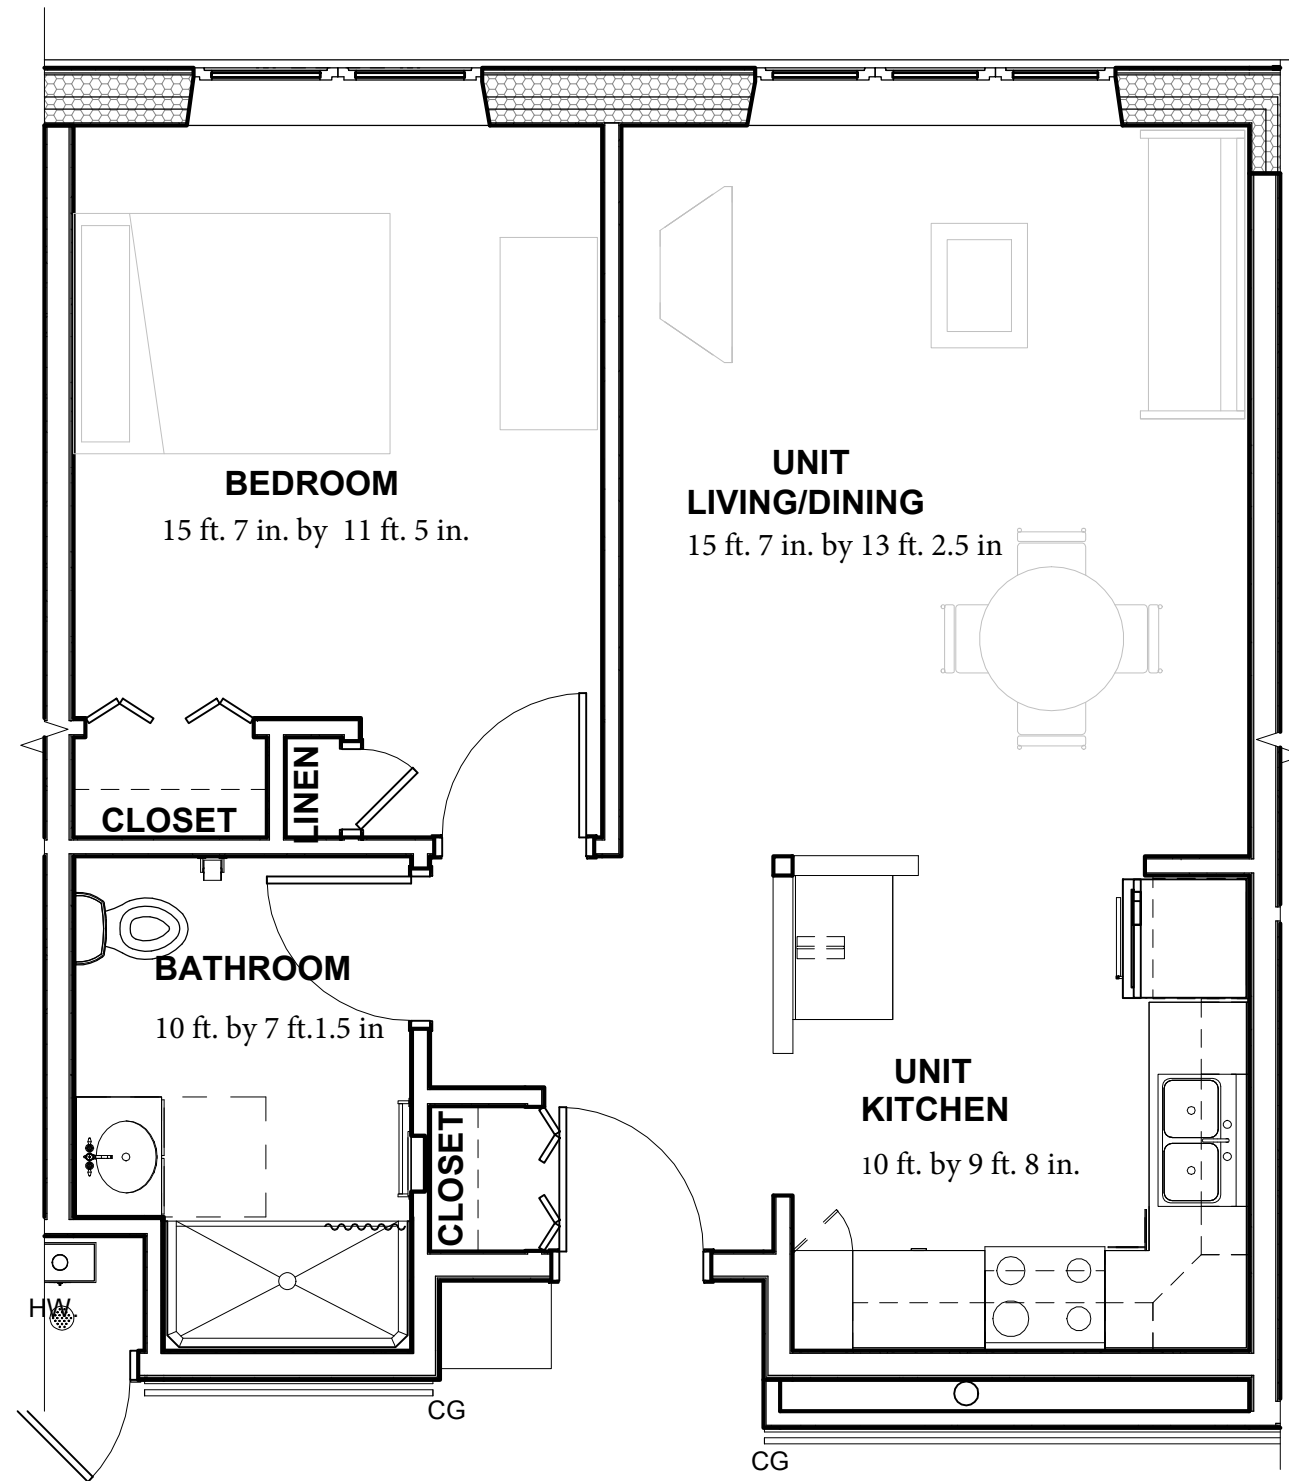 BEDROOM
15 ft. 7 in. by  11 ft. 5 in.
UNIT
LIVING/DINING
15 ft. 7 in. by 13 ft. 2.5 in
CLOSET
LINEN
BATHROOM
10 ft. by 7 ft.1.5 in
UNIT
KITCHEN
10 ft. by 9 ft. 8 in.
CLOSET
HW.
CG
CG